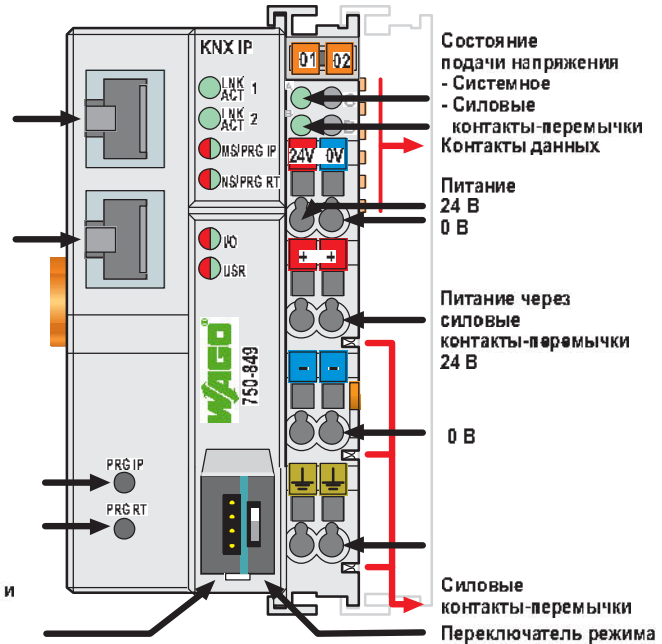 KNX IP
LNK
ACT 1
LNK
ACT 2
MS/PRG IP
NS/PRG RT
I/O
USR
WAGO®
750-849
PRG IP
PRG RT
01 02
A
C
B
D
24V 0V
+ +
- -
Состояние
подачи напряжения
- Системное
- Силовые
контакты-перемычки
Контакты данных
Питание
24 В
0 В
Питание через
силовые
контакты-перемычки
24 В
0 В
Силовые
контакты-перемычки
Переключатель режима
и